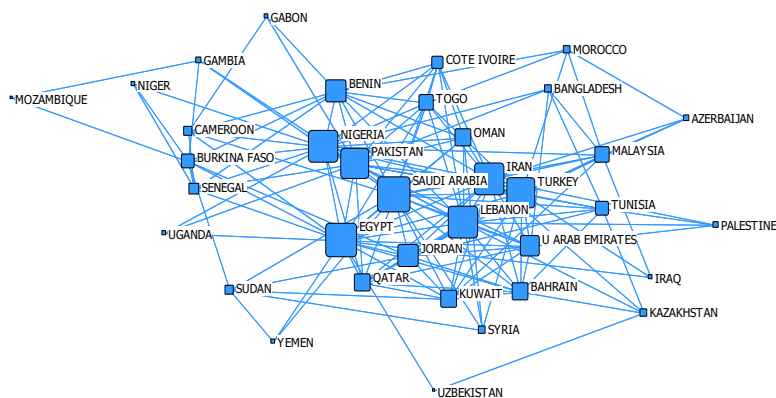 GABON
MOROCCO
GAMBIA
COTE IVOIRE
NIGER
BENIN
BANGLADESH
MOZAMBIQUE
TOGO
AZERBAIJAN
CAMEROON
NIGERIA
OMAN
PAKISTAN
MALAYSIA
BURKINA FASO
IRAN
SENEGAL
SAUDI ARABIA
TURKEY
LEBANON
TUNISIA
EGYPT
PALESTINE
UGANDA
JORDAN
U ARAB EMIRATES
QATAR
IRAQ
SUDAN
KUWAIT
BAHRAIN
KAZAKHSTAN
SYRIA
YEMEN
UZBEKISTAN